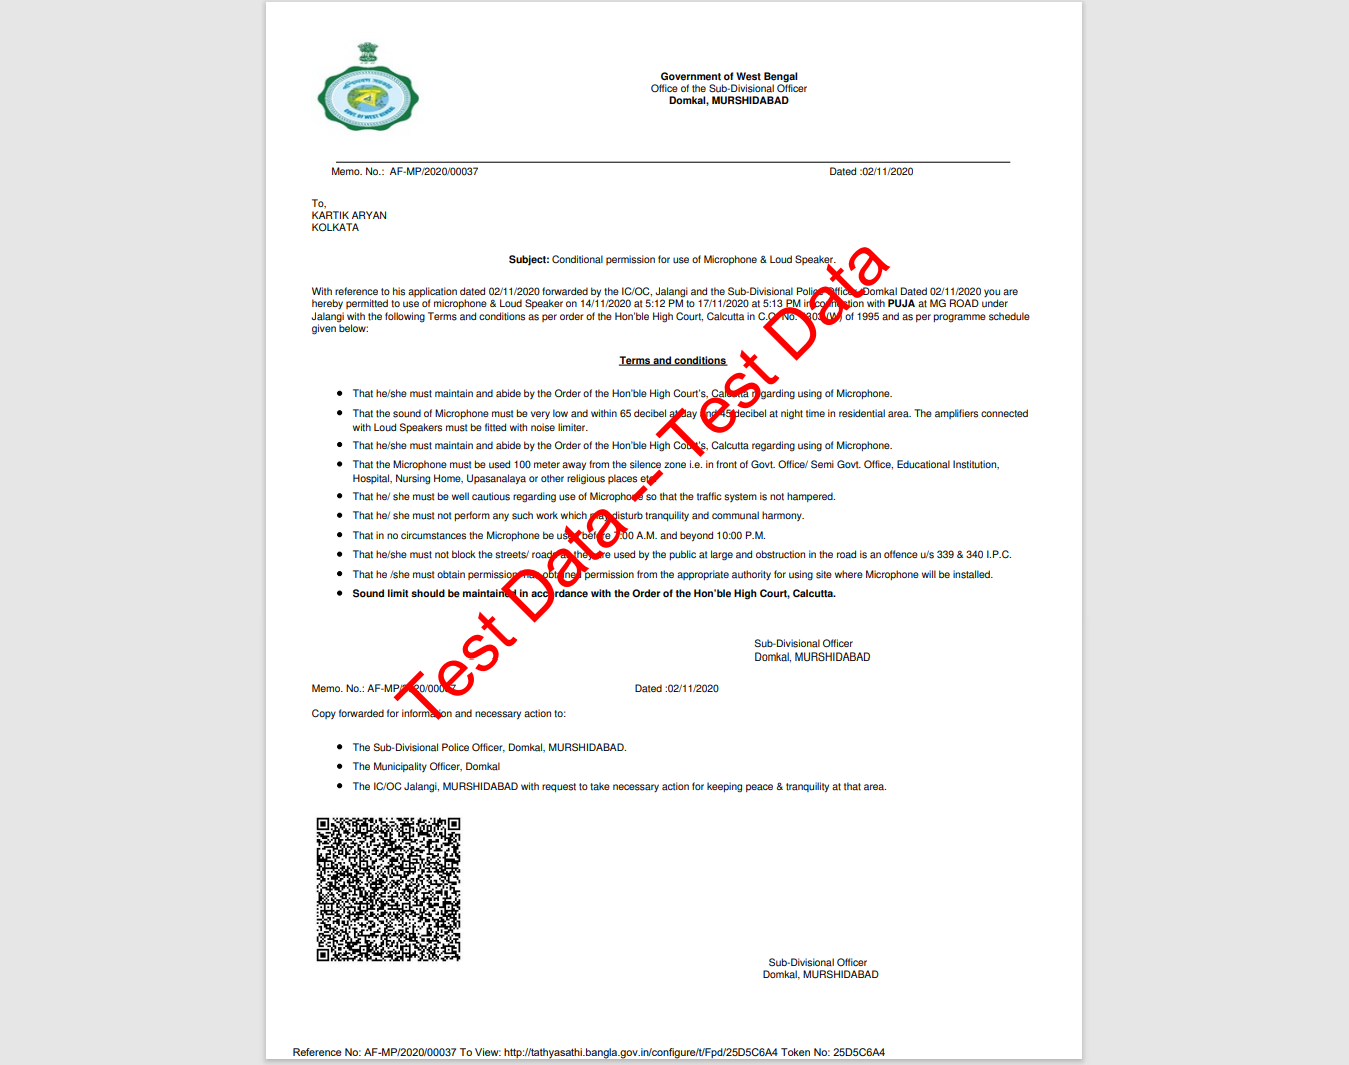 Government of West Bengal
Office of the Sub-Divisional Officer
Domkal, MURSHIDABAD
GOVT. OF WEST BENGAL
Memo. No.: AF-MP/2020/00037 Dated :02/11/2020
To,
KARTIK ARYAN
KOLKATA
Subject: Conditional permission for use of Microphone & Loud Speaker.
With reference to his application dated 02/11/2020 forwarded by the IC/OC, Jalangi and the Sub-Divisional Police Officer, Domkal Dated 02/11/2020 you are
hereby permitted to use of microphone & Loud Speaker on 14/11/2020 at 5:12 PM to 17/11/2020 at 5:13 PM in connection with PUJA at MG ROAD under
Jalangi with the following Terms and conditions as per order of the Hon'ble High Court, Calcutta in C.O. No. (W) of 1995 and as per programme schedule
given below:
Terms and conditions
• That he/she must maintain and abide by the Order of the Hon'ble High Court's, Calcutta regarding using of Microphone.
• That the sound of Microphone must be very low and within 65 decibel at day and 45 decibel at night time in residential area. The amplifiers connected
with Loud Speakers must be fitted with noise limiter.
• That he/she must maintain and abide by the Order of the Hon'ble High Court's, Calcutta regarding using of Microphone.
• That the Microphone must be used 100 meter away from the silence zone i.e. in front of Govt. Office/ Semi Govt. Office, Educational Institution,
Hospital, Nursing Home, Upasanalaya or other religious places etc.
• That he/ she must be well cautious regarding use of Microphone so that the traffic system is not hampered.
• That he/ she must not perform any such work which may disturb tranquility and communal harmony.
• That in no circumstances the Microphone be used before 7:00 A.M. and beyond 10:00 P.M.
• That he/she must not block the streets/ roads as they are used by the public at large and obstruction in the road is an offence u/s 339 & 340 I.P.C.
• That he /she must obtain permission/ has obtained permission from the appropriate authority for using site where Microphone will be installed.
• Sound limit should be maintained in accordance with the Order of the Hon'ble High Court, Calcutta.
Sub-Divisional Officer
Domkal, MURSHIDABAD
Memo. No.: AF-MP/2020/00037 Dated :02/11/2020
Copy forwarded for information and necessary action to:
• The Sub-Divisional Police Officer, Domkal, MURSHIDABAD.
• The Municipality Officer, Domkal
• The IC/OC Jalangi, MURSHIDABAD with request to take necessary action for keeping peace & tranquility at that area.
Sub-Divisional Officer
Domkal, MURSHIDABAD
Reference No: AF-MP/2020/00037 To View: http://tathyasathi.bangla.gov.in/configure/t/Fpd/25D5C6A4 Token No: 25D5C6A4
Test Data -- Test Data